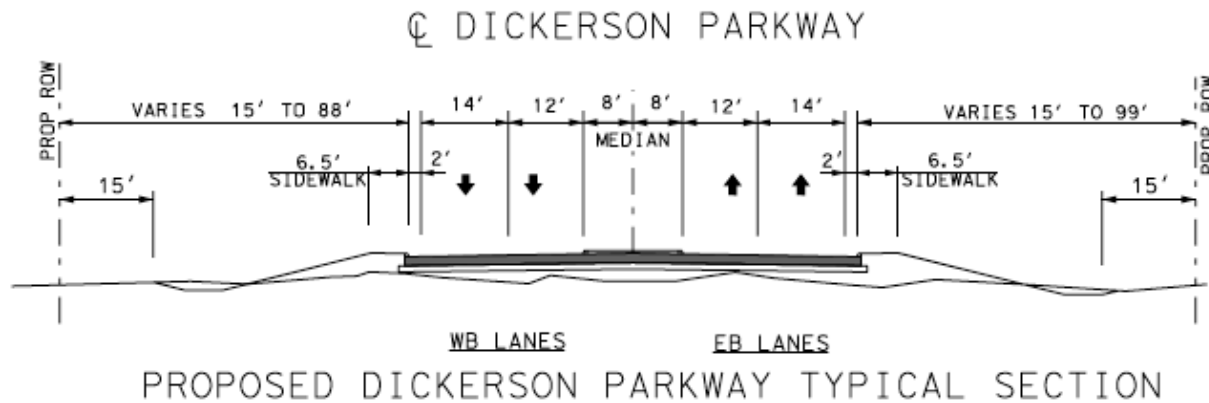 ℄ DICKERSON PARKWAY
PROP ROW
VARIES 15' TO 88'
14'
12'
8'
8'
12'
14'
VARIES 15' TO 99'
PROP ROW
MEDIAN
6.5'
SIDEWALK
2'
2'
6.5'
SIDEWALK
15'
15'
WB LANES
EB LANES
PROPOSED DICKERSON PARKWAY TYPICAL SECTION